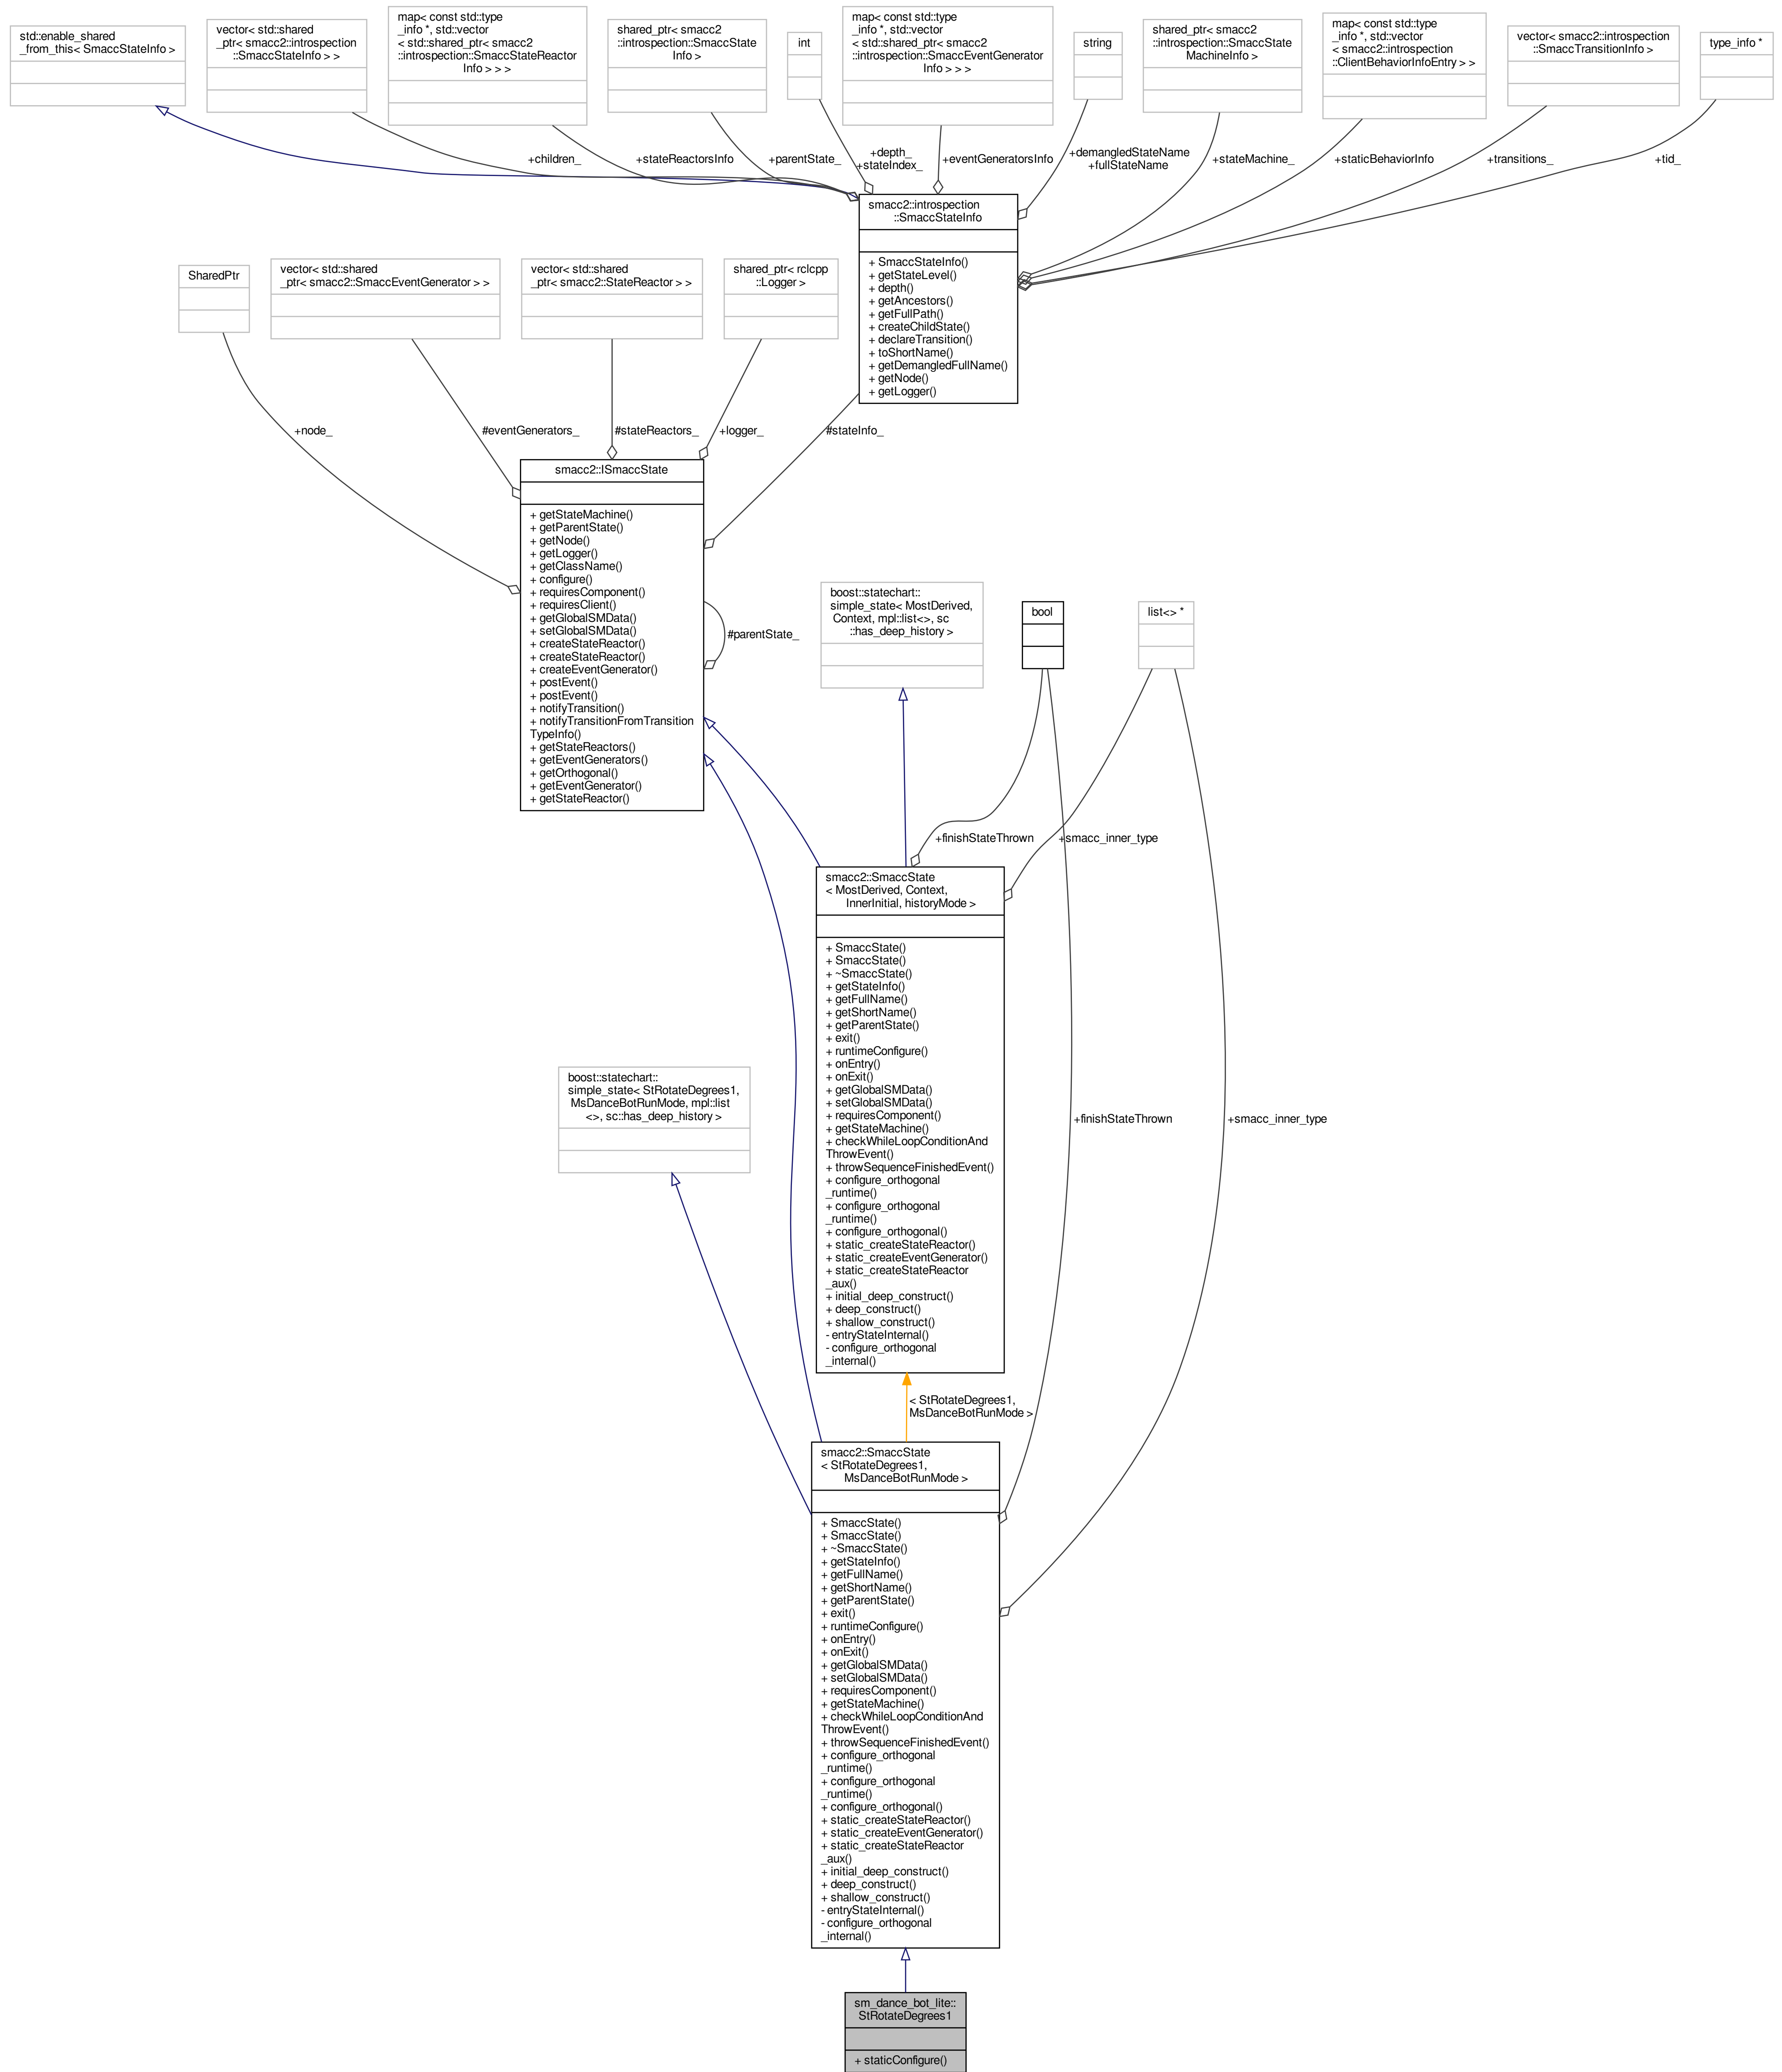 std::enable_shared
_from_this< SmaccStateInfo >
vector< std::shared
_ptr< smacc2::introspection
::SmaccStateInfo > >
map< const std::type
_info *, std::vector
< std::shared_ptr< smacc2
::introspection::SmaccStateReactor
Info > > >
shared_ptr< smacc2
::introspection::SmaccState
Info >
int
map< const std::type
_info *, std::vector
< std::shared_ptr< smacc2
::introspection::SmaccEventGenerator
Info > > >
string
shared_ptr< smacc2
::introspection::SmaccState
MachineInfo >
map< const std::type
_info *, std::vector
< smacc2::introspection
::ClientBehaviorInfoEntry > >
vector< smacc2::introspection
::SmaccTransitionInfo >
type_info *
+children_
+stateReactorsInfo
+parentState_
+depth_
+stateIndex_
+eventGeneratorsInfo
+demangledStateName
+fullStateName
+stateMachine_
+staticBehaviorInfo
+transitions_
+tid_
smacc2::introspection
::SmaccStateInfo
+ SmaccStateInfo()
+ getStateLevel()
+ depth()
+ getAncestors()
+ getFullPath()
+ createChildState()
+ declareTransition()
+ toShortName()
+ getDemangledFullName()
+ getNode()
+ getLogger()
SharedPtr
vector< std::shared
_ptr< smacc2::SmaccEventGenerator > >
vector< std::shared
_ptr< smacc2::StateReactor > >
shared_ptr< rclcpp
::Logger >
+node_
#eventGenerators_
#stateReactors_
+logger_
#stateInfo_
smacc2::ISmaccState
+ getStateMachine()
+ getParentState()
+ getNode()
+ getLogger()
+ getClassName()
+ configure()
+ requiresComponent()
+ requiresClient()
+ getGlobalSMData()
+ setGlobalSMData()
+ createStateReactor()
+ createStateReactor()
+ createEventGenerator()
+ postEvent()
+ postEvent()
+ notifyTransition()
+ notifyTransitionFromTransition
TypeInfo()
+ getStateReactors()
+ getEventGenerators()
+ getOrthogonal()
+ getEventGenerator()
+ getStateReactor()
#parentState_
boost::statechart::
simple_state< MostDerived,
Context, mpl::list<>, sc
::has_deep_history >
bool
list<> *
+finishStateThrown
+smacc_inner_type
smacc2::SmaccState
< MostDerived, Context,
InnerInitial, historyMode >
+ SmaccState()
+ SmaccState()
+ ~SmaccState()
+ getStateInfo()
+ getFullName()
+ getShortName()
+ getParentState()
+ exit()
+ runtimeConfigure()
+ onEntry()
+ onExit()
+ getGlobalSMData()
+ setGlobalSMData()
+ requiresComponent()
+ getStateMachine()
+ checkWhileLoopConditionAnd
ThrowEvent()
+ throwSequenceFinishedEvent()
+ configure_orthogonal
_runtime()
+ configure_orthogonal
_runtime()
+ configure_orthogonal()
+ static_createStateReactor()
+ static_createEventGenerator()
+ static_createStateReactor
_aux()
+ initial_deep_construct()
+ deep_construct()
+ shallow_construct()
- entryStateInternal()
- configure_orthogonal
_internal()
boost::statechart::
simple_state< StRotateDegrees1,
MsDanceBotRunMode, mpl::list
<>, sc::has_deep_history >
+finishStateThrown
+smacc_inner_type
< StRotateDegrees1,
MsDanceBotRunMode >
smacc2::SmaccState
< StRotateDegrees1,
MsDanceBotRunMode >
+ SmaccState()
+ SmaccState()
+ ~SmaccState()
+ getStateInfo()
+ getFullName()
+ getShortName()
+ getParentState()
+ exit()
+ runtimeConfigure()
+ onEntry()
+ onExit()
+ getGlobalSMData()
+ setGlobalSMData()
+ requiresComponent()
+ getStateMachine()
+ checkWhileLoopConditionAnd
ThrowEvent()
+ throwSequenceFinishedEvent()
+ configure_orthogonal
_runtime()
+ configure_orthogonal
_runtime()
+ configure_orthogonal()
+ static_createStateReactor()
+ static_createEventGenerator()
+ static_createStateReactor
_aux()
+ initial_deep_construct()
+ deep_construct()
+ shallow_construct()
- entryStateInternal()
- configure_orthogonal
_internal()
sm_dance_bot_lite::
StRotateDegrees1
+ staticConfigure()